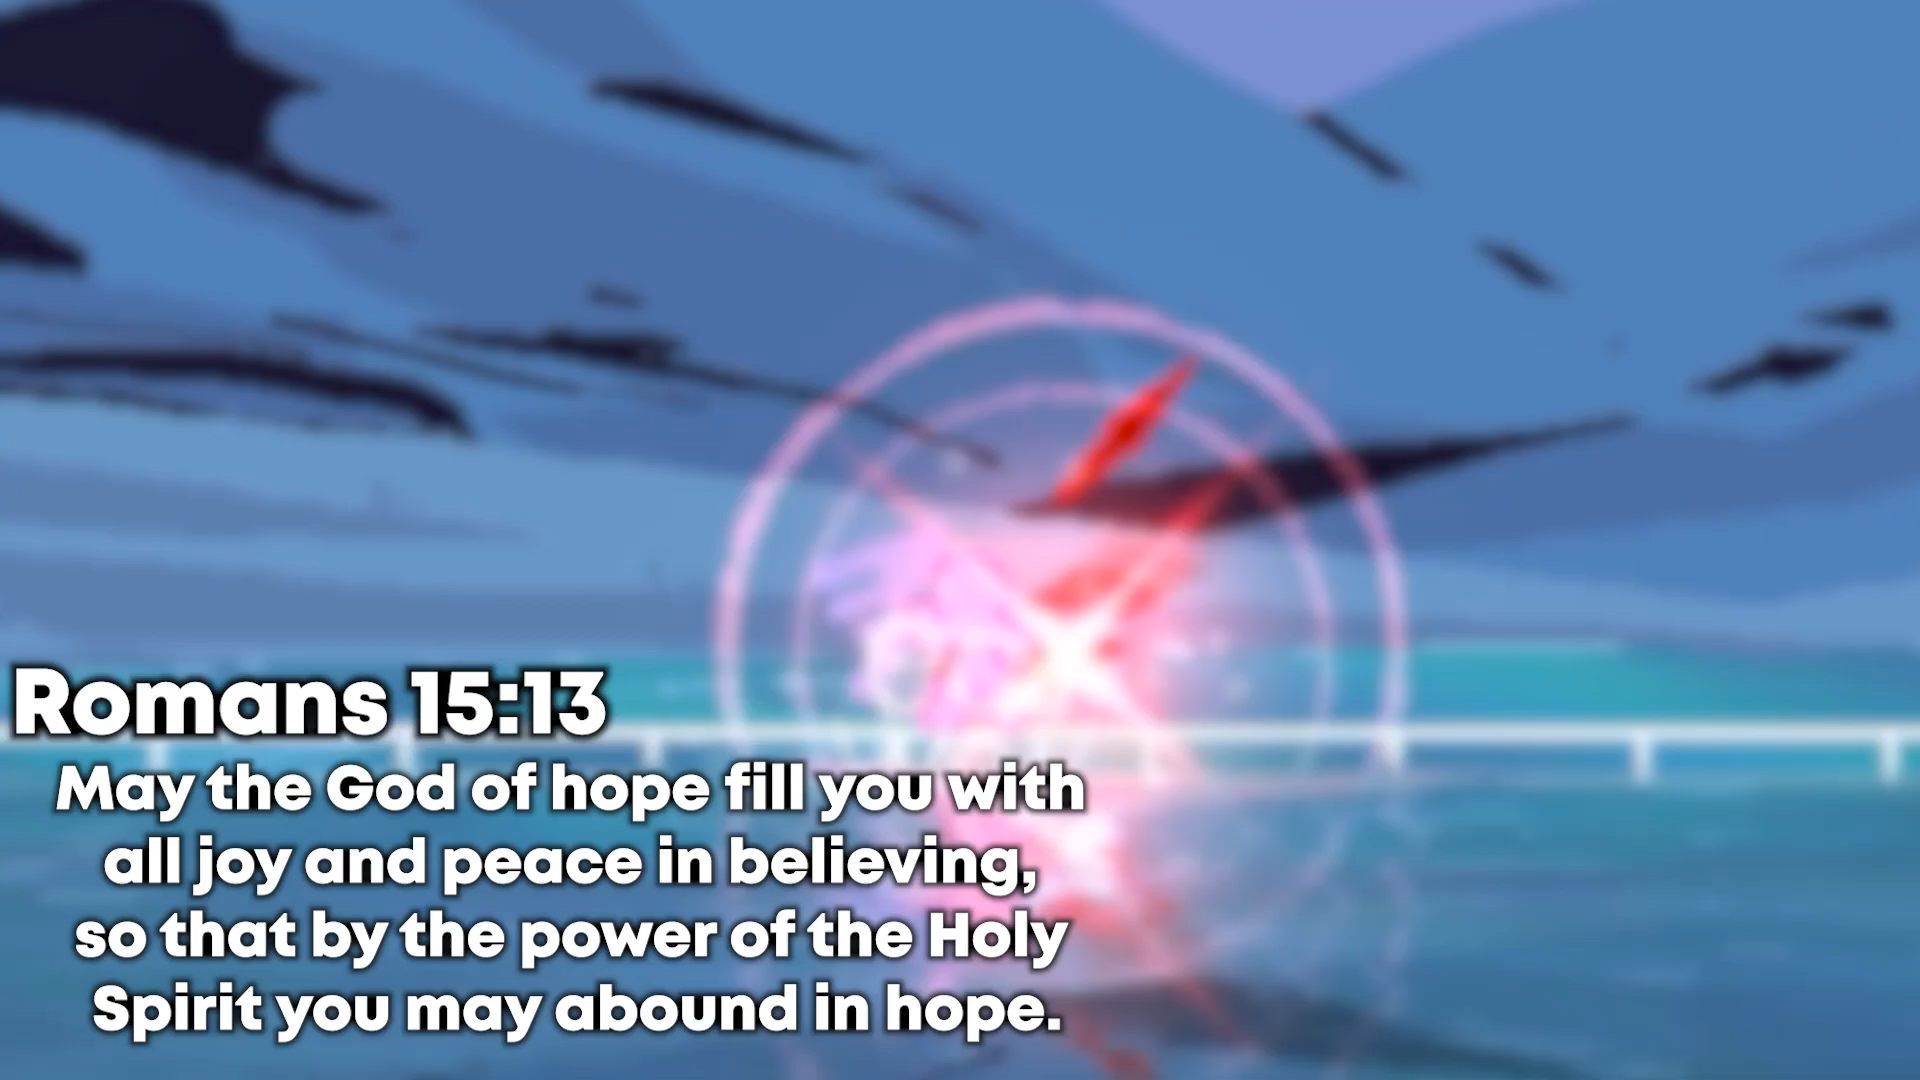 Romans 15:13
May the God of hope fill you with
all joy and peace in believing,
so that by the power of the Holy
Spirit you may abound in hope.